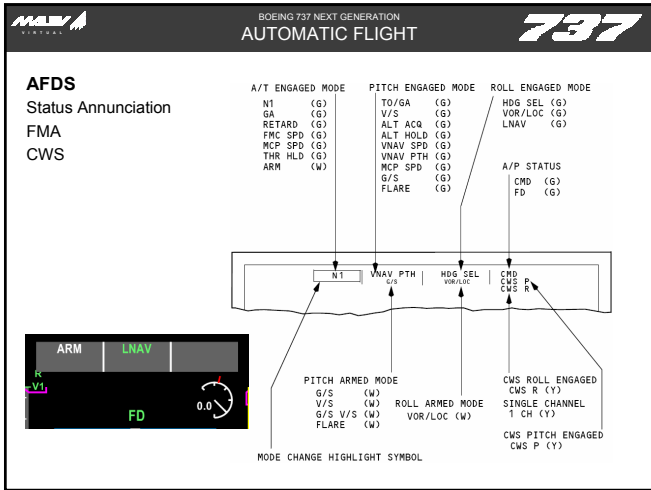 MALEV
VIRTUAL
BOEING 737 NEXT GENERATION
AUTOMATIC FLIGHT
737
AFDS
Status Annunciation
FMA
CWS
A/T ENGAGED MODE
N1 (G)
GA (G)
RETARD (G)
FMC SPD (G)
MCP SPD (G)
THR HLD (G)
ARM (W)
PITCH ENGAGED MODE
TO/GA (G)
V/S (G)
ALT ACQ (G)
ALT HOLD (G)
VNAV SPD (G)
VNAV PTH (G)
MCP SPD (G)
G/S (G)
FLARE (G)
ROLL ENGAGED MODE
HDG SEL (G)
VOR/LOC (G)
LNAV (G)
A/P STATUS
CMD (G)
FD (G)
N1
VNAV PTH
G/S
HDG SEL
VOR/LOC
CMD
CWS P
CWS R
ARM
LNAV
R
V1
0.0
FD
PITCH ARMED MODE
G/S (W)
V/S (W)
G/S V/S (W)
FLARE (W)
ROLL ARMED MODE
VOR/LOC (W)
CWS ROLL ENGAGED
CWS R (Y)
SINGLE CHANNEL
1 CH (Y)
CWS PITCH ENGAGED
CWS P (Y)
MODE CHANGE HIGHLIGHT SYMBOL